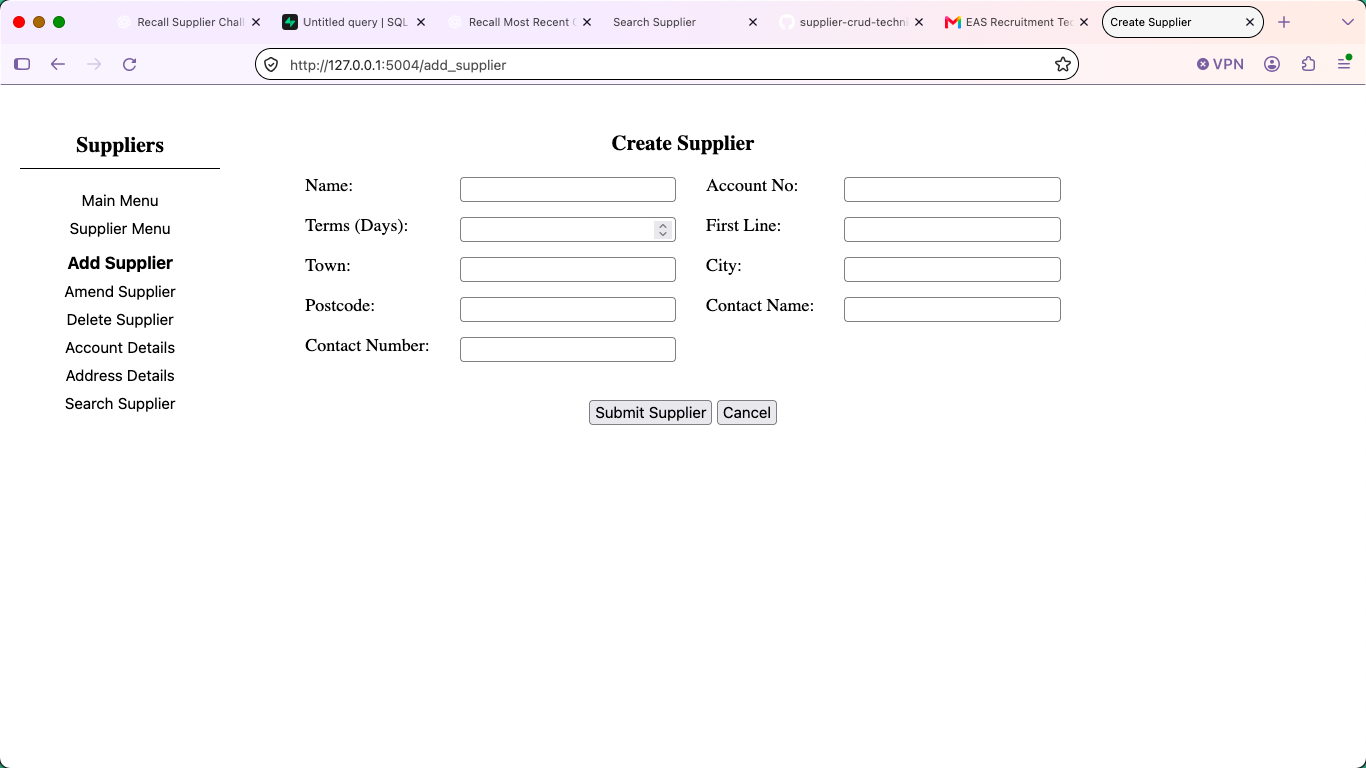 Recall Supplier Chall
Untitled query | SQL
Recall Most Recent
Search Supplier
supplier-crud-techni
EAS Recruitment Tec
Create Supplier
http://127.0.0.1:5004/add_supplier
VPN
Suppliers
Main Menu
Supplier Menu
Add Supplier
Amend Supplier
Delete Supplier
Account Details
Address Details
Search Supplier
Create Supplier
Name:
Account No:
Terms (Days):
First Line:
Town:
City:
Postcode:
Contact Name:
Contact Number:
Submit Supplier Cancel